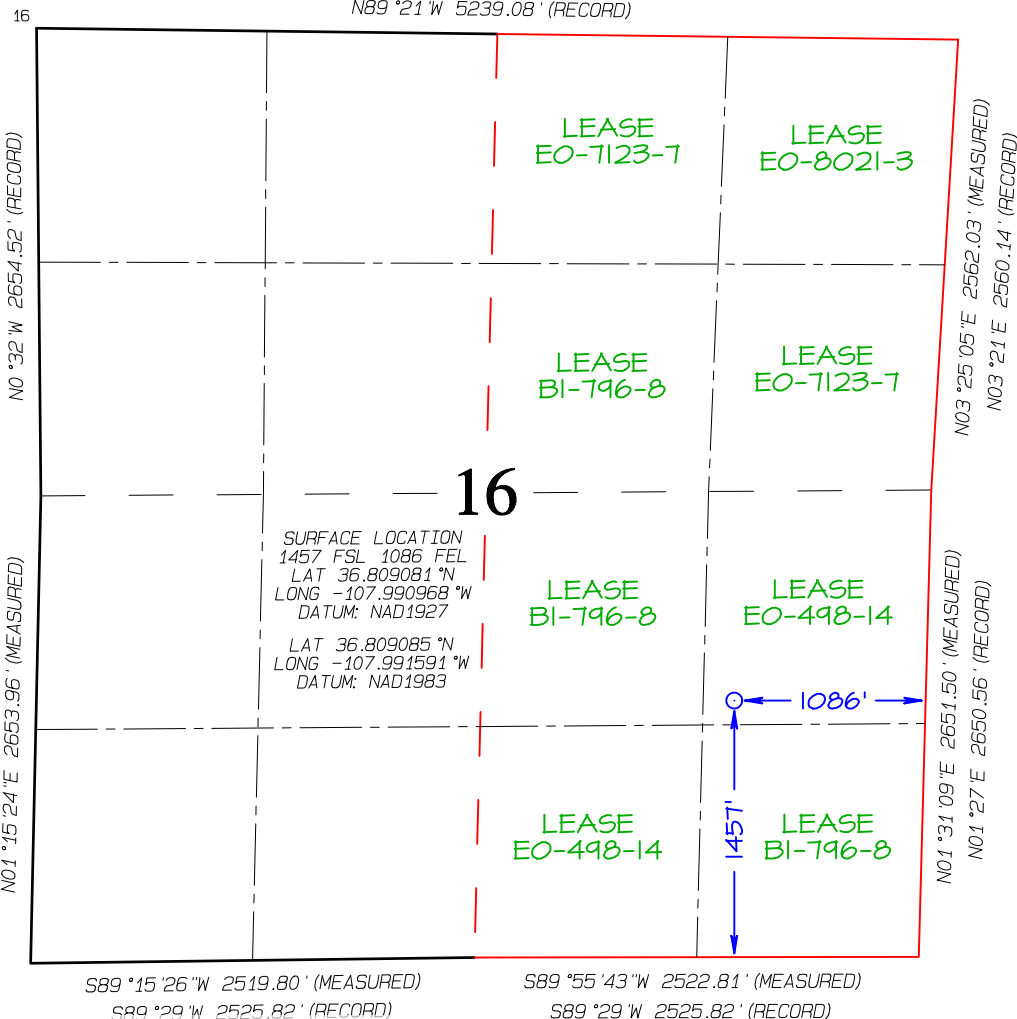 N89 °21 'W 5239.08 ' (RECORD)
16
LEASE
EO-7123-7
LEASE
EO-8021-3
N0 °32 'W 2654.52 ' (RECORD)
N03 °25 '05 "E 2562.03 ' (MEASURED)
N03 °21 'E 2560.14 ' (RECORD)
LEASE
BI-796-8
LEASE
EO-7123-7
16
SURFACE LOCATION
1457 FSL 1086 FEL
LAT 36.809081 °N
LONG -107.990968 °W
DATUM: NAD1927
LAT 36.809085 °N
LONG -107.991591 °W
DATUM: NAD1983
LEASE
BI-796-8
LEASE
EO-498-14
N01 °15 '24 "E 2653.96 ' (MEASURED)
N01 °31 '09 "E 2651.50 ' (MEASURED)
N01 °27 'E 2650.56 ' (RECORD)
1086'
1457'
LEASE
EO-498-14
LEASE
BI-796-8
S89 °15 '26 "W 2519.80 ' (MEASURED)
S89 °29 'W 2525.82 ' (RECORD)
S89 °55 '43 "W 2522.81 ' (MEASURED)
S89 °29 'W 2525.82 ' (RECORD)